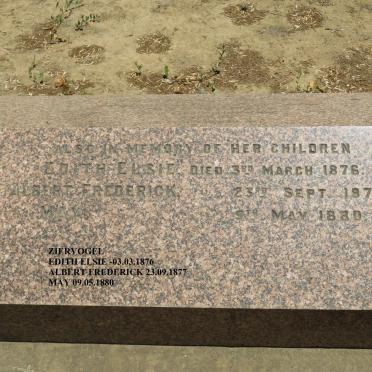 ALSO IN MEMORY OF HER CHILDREN
EDITH ELSIE, DIED 3RD MARCH 1876.
ALBERT FREDERICK, 23RD SEPT 187
9TH MAY 1880
ZIERVOGEL
EDITH ELSIE -03.03.1876
ALBERT FREDERICK 23.09.1877
MAY 09.05.1880